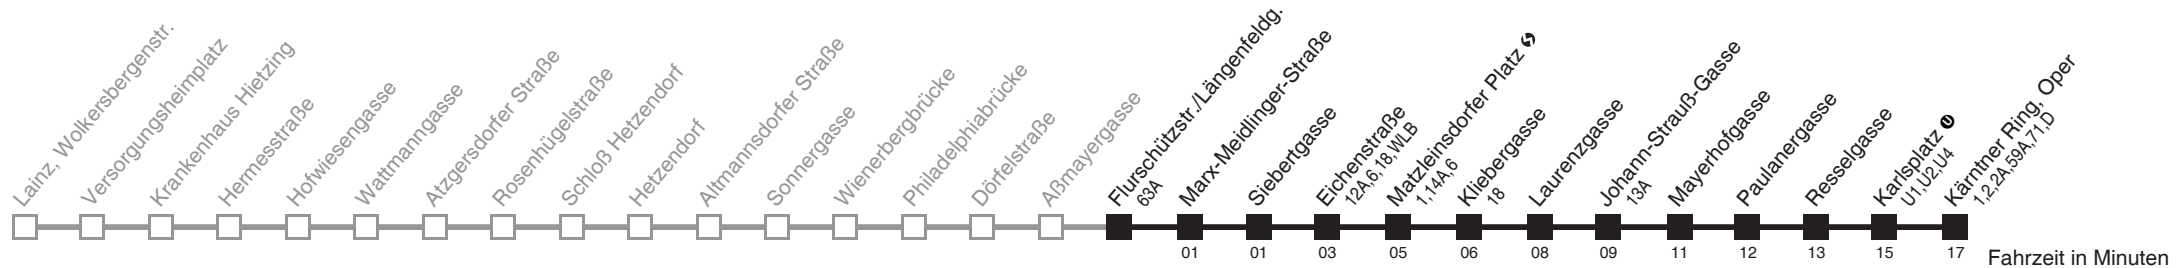 Lainz, Wolkersbergenstr.
Versorgungsheimplatz
Krankenhaus Hietzing
Hermesstraße
Hofwiesengasse
Wattmanngasse
Atzgersdorfer Straße
Rosenhügelstraße
Schloß Hetzendorf
Hetzendorf
Altmannsdorfer Straße
Sonnergasse
Wienerbergbrücke
Philadelphiabrücke
Dörfelstraße
Aßmayergasse
Flurschützstr./Längenfeldg.
63A
Marx-Meidlinger-Straße
Siebertgasse
Eichenstraße
12A,6,18,WLB
Matzleinsdorfer Platz
1,14A,6
Kliebergasse
18
Laurenzgasse
Johann-Strauß-Gasse
13A
Mayerhofgasse
Paulanergasse
Resselgasse
Karlsplatz U
U1,U2,U4
Kärntner Ring, Oper
1,2,2A,59A,71,D
01 01 03 05 06 08 09 11 12 13 15 17 Fahrzeit in Minuten